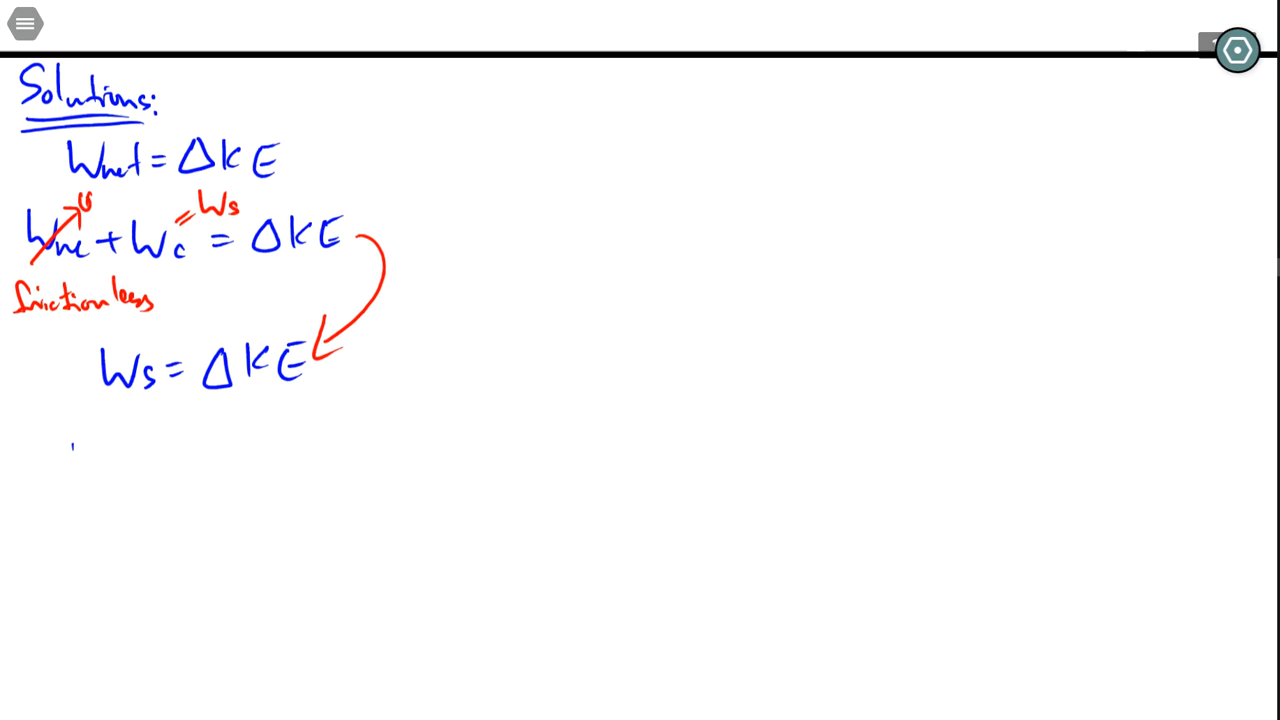 Solutions:
Wnet = ΔKE
0
= Ws
Wnc + Wc = ΔKE
frictionless
Ws = ΔKE